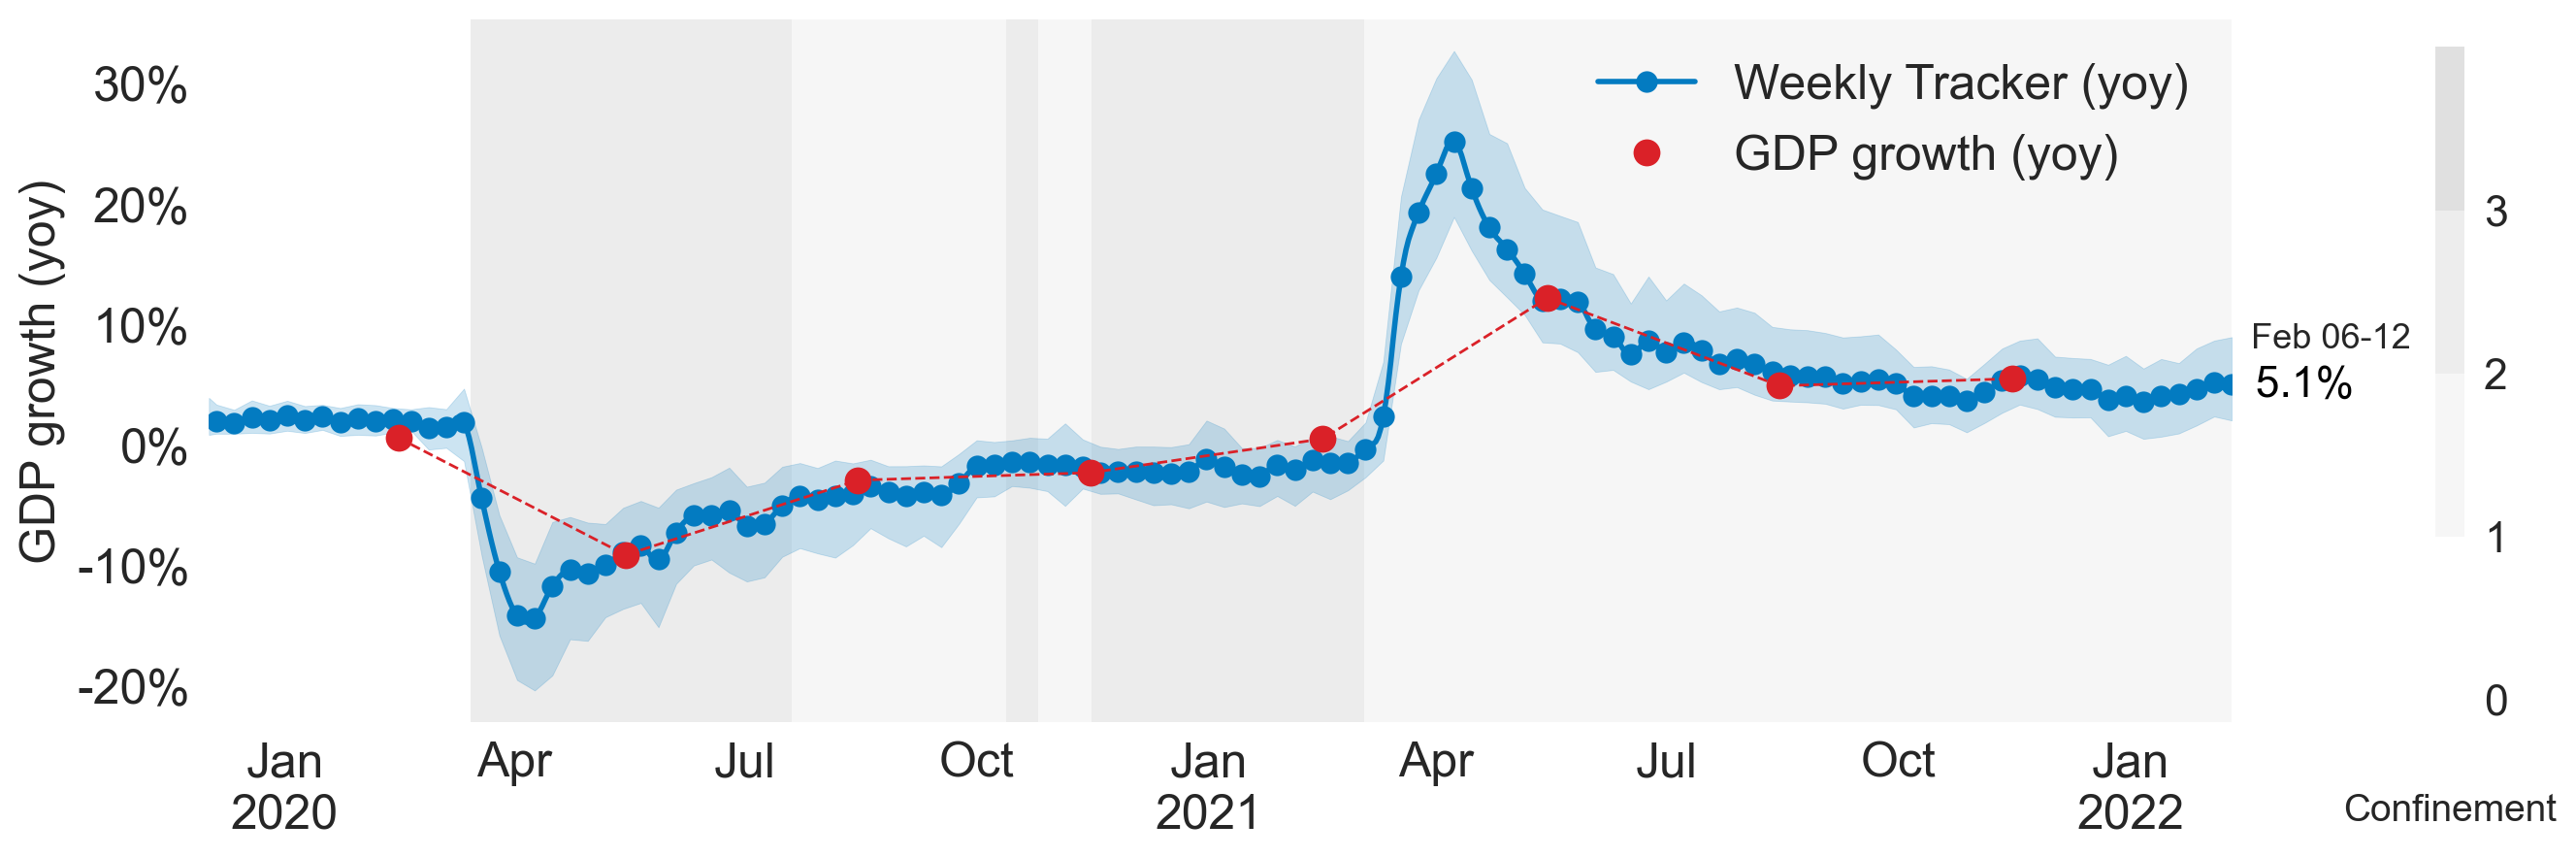 30%
20%
10%
0%
-10%
-20%
GDP growth (yoy)
Weekly Tracker (yoy)
GDP growth (yoy)
Feb 06-12
5.1%
3
2
1
0
Confinement
Jan Apr Jul Oct Jan Apr Jul Oct Jan
2020 2021 2022